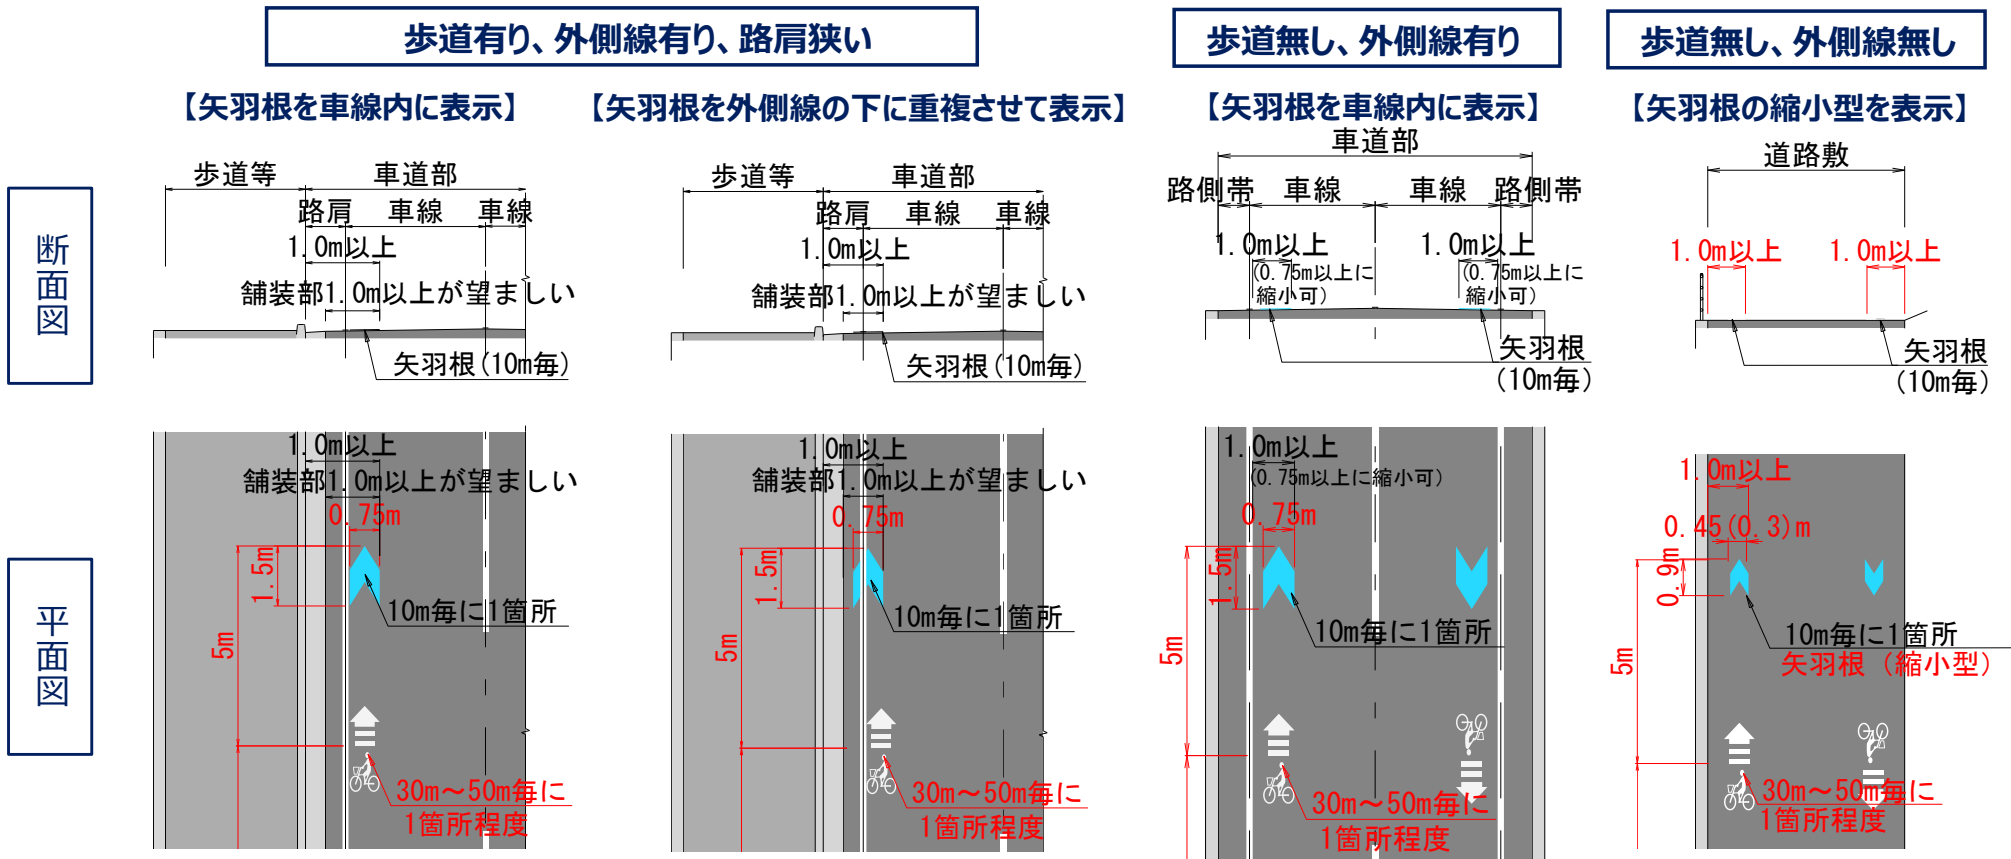 歩道有り、外側線有り、路肩狭い
歩道無し、外側線有り
歩道無し、外側線無し
【矢羽根を車線内に表示】
【矢羽根を外側線の下に重複させて表示】
【矢羽根を車線内に表示】
【矢羽根の縮小型を表示】
断面図
歩道等
車道部
路肩
車線
車線
1.0m以上
舗装部1.0m以上が望ましい
矢羽根(10m毎)
歩道等
車道部
路肩
車線
車線
1.0m以上
舗装部1.0m以上が望ましい
矢羽根(10m毎)
車道部
路側帯
車線
車線
路側帯
1.0m以上
(0.75m以上に
縮小可)
1.0m以上
(0.75m以上に
縮小可)
矢羽根
(10m毎)
道路敷
1.0m以上
1.0m以上
矢羽根
(10m毎)
平面図
1.0m以上
舗装部1.0m以上が望ましい
0.75m
1.5m
10m毎に1箇所
5m
30m～50m毎に
1箇所程度
1.0m以上
舗装部1.0m以上が望ましい
0.75m
1.5m
10m毎に1箇所
5m
30m～50m毎に
1箇所程度
1.0m以上
(0.75m以上に縮小可)
0.75m
1.5m
10m毎に1箇所
5m
30m～50m毎に
1箇所程度
1.0m以上
0.45(0.3)m
0.9m
10m毎に1箇所
矢羽根（縮小型）
5m
30m～50m毎に
1箇所程度